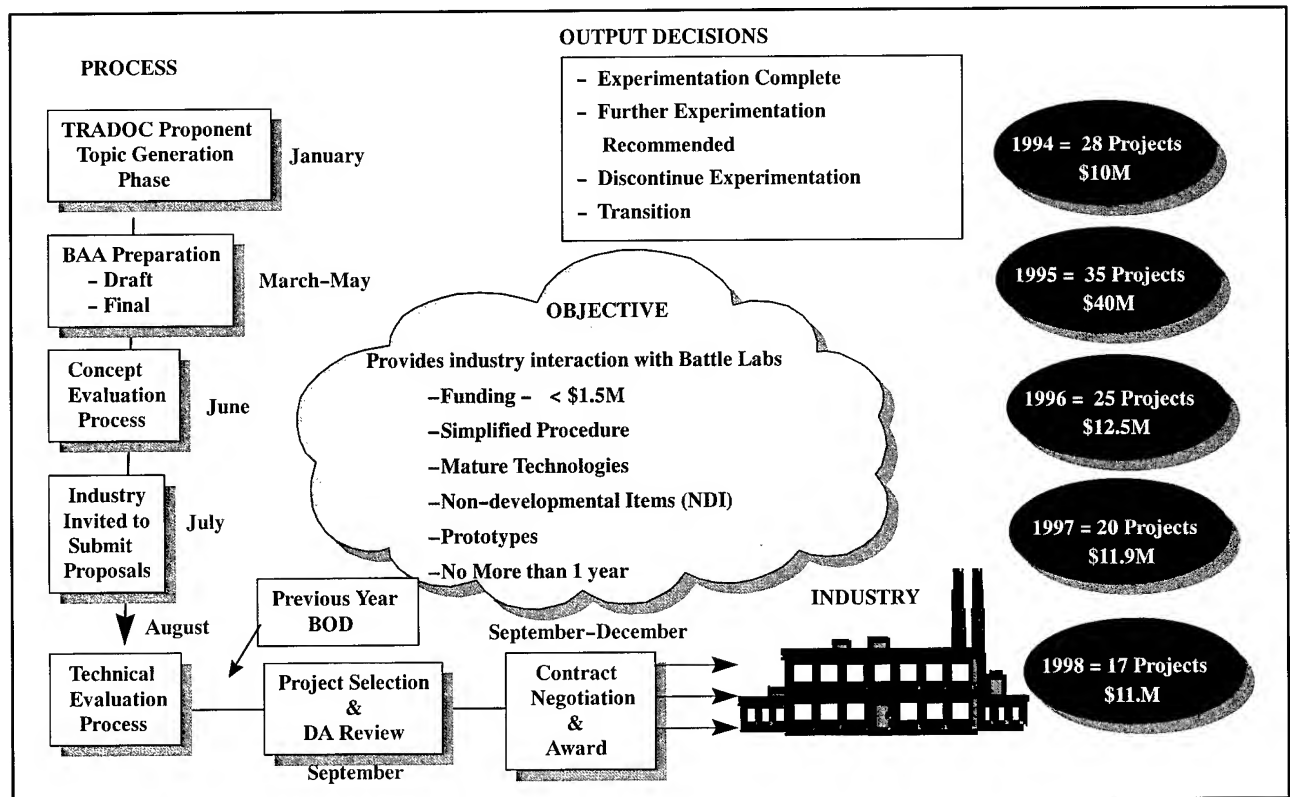 PROCESS
TRADOC Proponent
Topic Generation
Phase
January
BAA Preparation
– Draft
– Final
March–May
Concept
Evaluation
Process
June
Industry
Invited to
Submit
Proposals
July
August
Technical
Evaluation
Process
Previous Year
BOD
Project Selection
&
DA Review
September
September–December
Contract
Negotiation
&
Award
INDUSTRY
OUTPUT DECISIONS
– Experimentation Complete
– Further Experimentation
Recommended
– Discontinue Experimentation
– Transition
OBJECTIVE
Provides industry interaction with Battle Labs
–Funding – < $1.5M
–Simplified Procedure
–Mature Technologies
–Non–developmental Items (NDI)
–Prototypes
–No More than 1 year
1994 = 28 Projects
$10M
1995 = 35 Projects
$40M
1996 = 25 Projects
$12.5M
1997 = 20 Projects
$11.9M
1998 = 17 Projects
$11.M